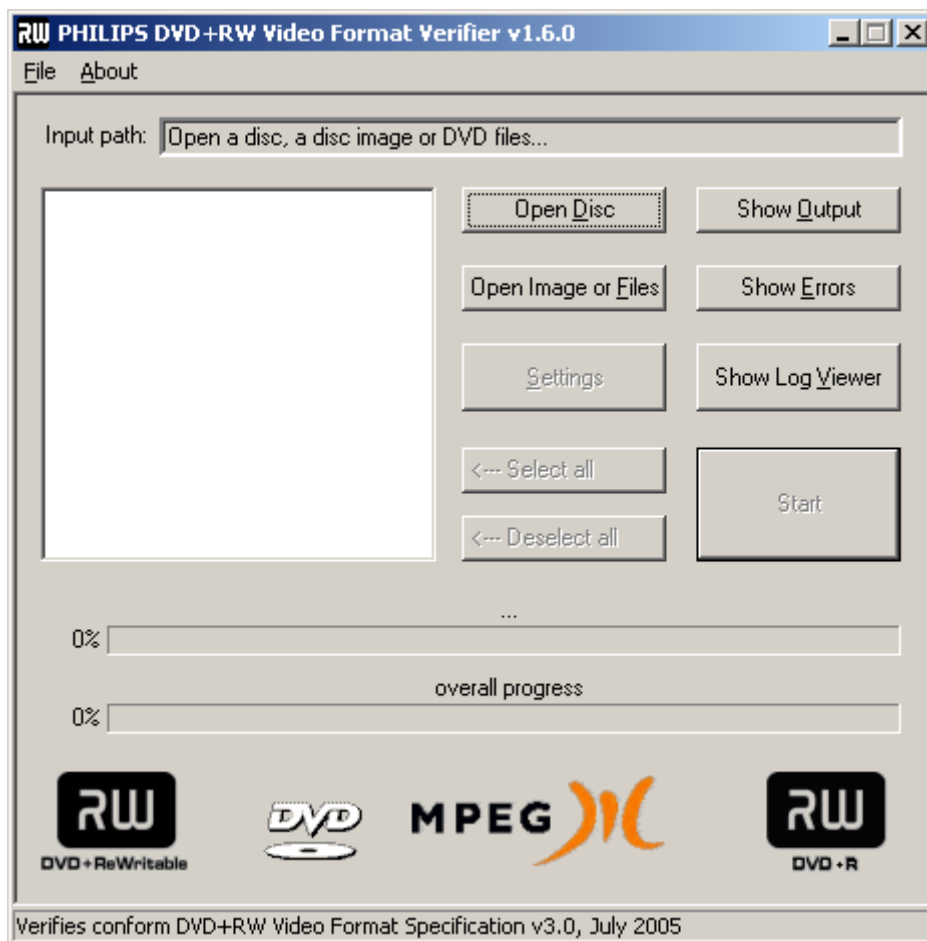 RW PHILIPS DVD+RW Video Format Verifier v1.6.0
File About
Input path: Open a disc, a disc image or DVD files...
Open Disc Show Output
Open Image or Files Show Errors
Settings Show Log Viewer
<--- Select all
Start
<--- Deselect all
...
0%
overall progress
0%
RW DVD MPEG RW
DVD+ReWritable DVD+R
Verifies conform DVD+RW Video Format Specification v3.0, July 2005